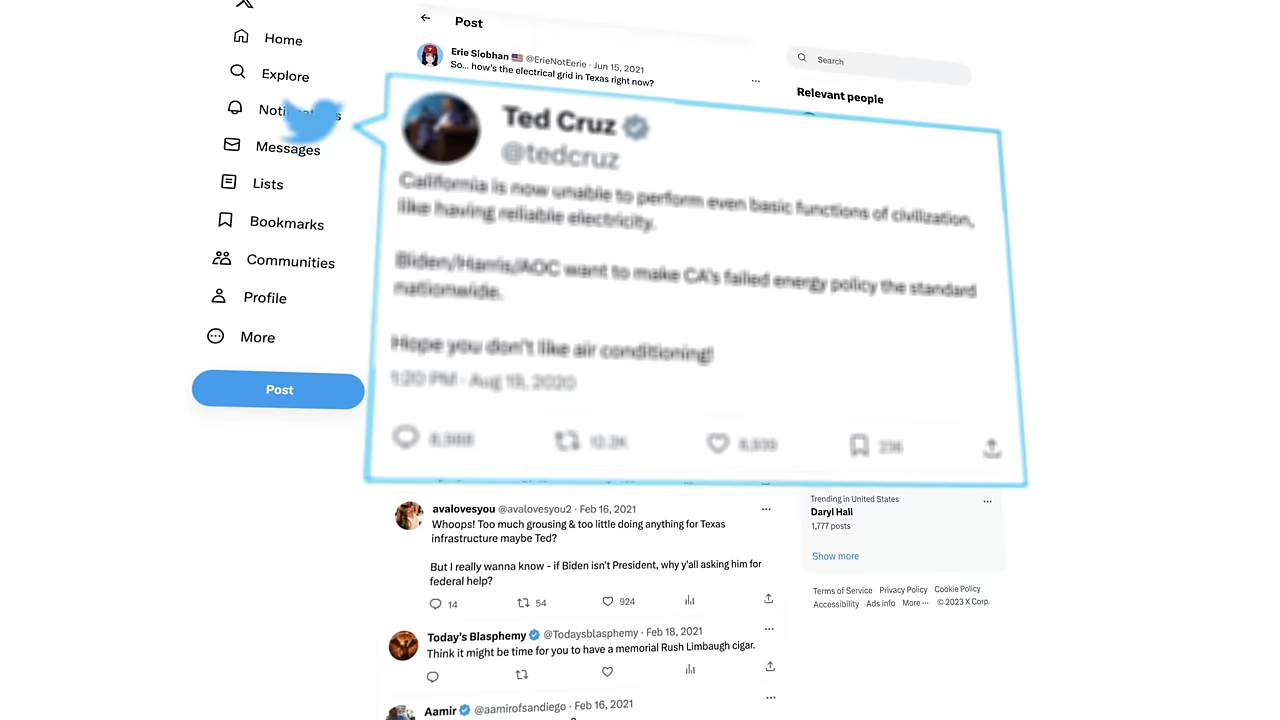 Post
Erie Siobhan @ErieNotEerie · Jun 15, 2021
So... how's the electrical grid in Texas right now?
Search
Relevant people
Home
Explore
Messages
Lists
Bookmarks
Communities
Profile
More
Post
Ted Cruz
@tedcruz
California is now unable to perform even basic functions of civilization,
like having reliable electricity.
Biden/Harris/AOC want to make CA's failed energy policy the standard
nationwide.
Hope you don't like air conditioning!
1:20 PM · Aug 19, 2020
avalovesyou @avalovesyou2 · Feb 16, 2021
Whoops! Too much grousing & too little doing anything for Texas
infrastructure maybe Ted?
But I really wanna know - if Biden isn't President, why y'all asking him for
federal help?
14 54 924
Today's Blasphemy @Todaysblasphemy · Feb 18, 2021
Think it might be time for you to have a memorial Rush Limbaugh cigar.
Aamir @aamirofsandiego · Feb 16, 2021
Trending in United States
Daryl Hall
1,777 posts
Show more
Terms of Service Privacy Policy Cookie Policy
Accessibility Ads info More ··· © 2023 X Corp.